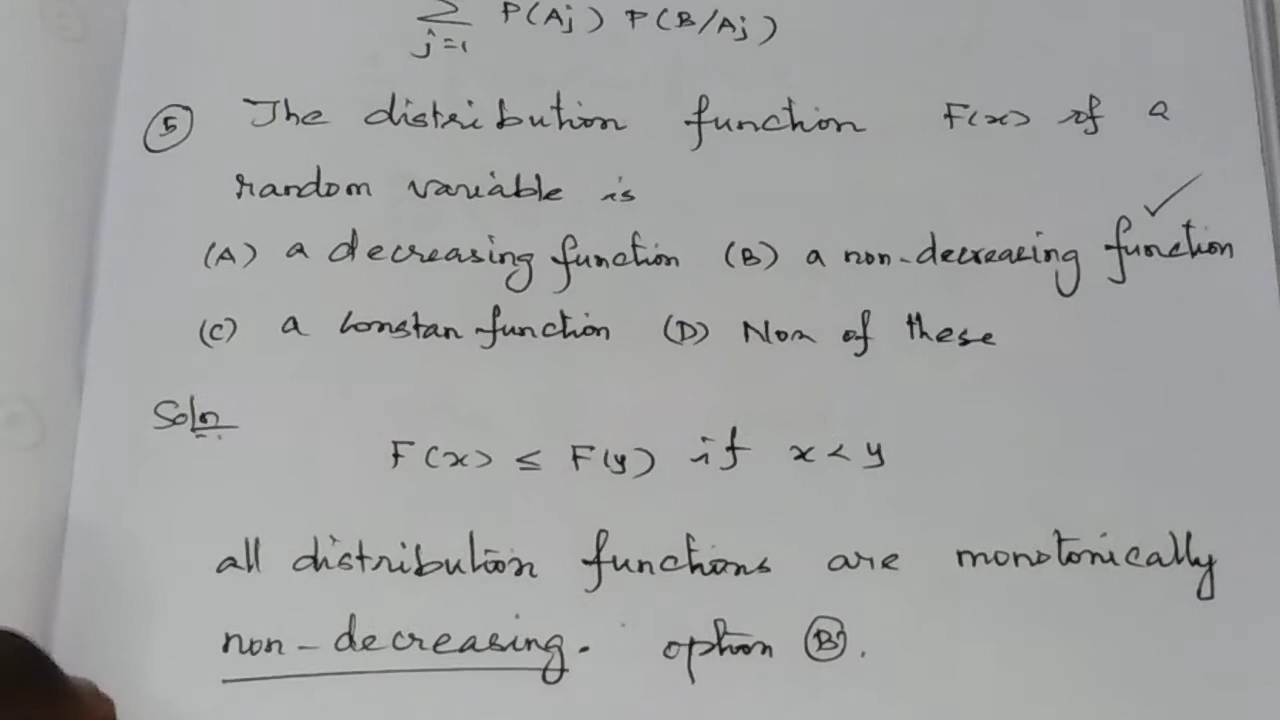 ∑ P(Aj) P(B/Aj)
j=1
(5) The distribution function F(x) of a
random variable is
(A) a decreasing function (B) a non-decreasing function ✓
(C) a constan function (D) Non of these
Soln
F(x) ≤ F(y) if x < y
all distribution functions are monotonically
non-decreasing. option (B).